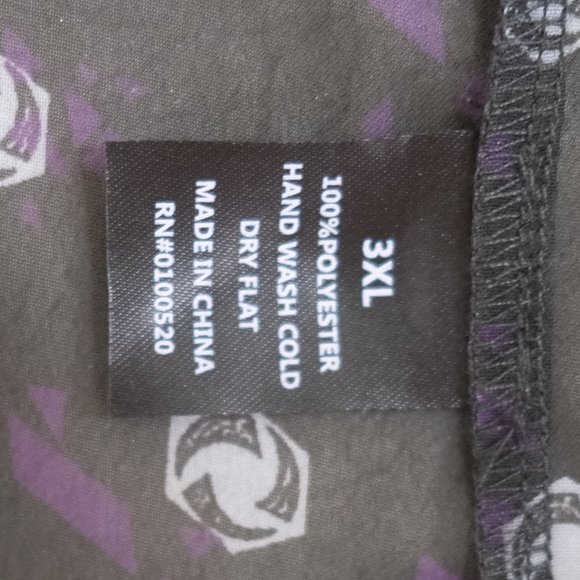 3XL
100%POLYESTER
HAND WASH COLD
DRY FLAT
MADE IN CHINA
RN#0100520